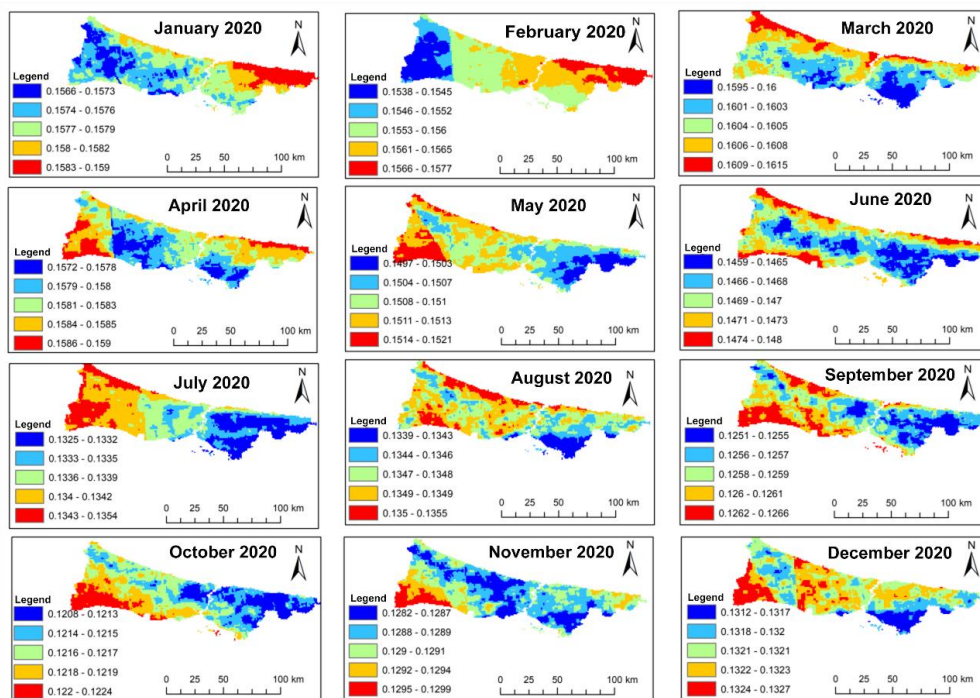 January 2020
N
Legend
0.1566 - 0.1573
0.1574 - 0.1576
0.1577 - 0.1579
0.158 - 0.1582
0.1583 - 0.159
0 25 50 100 km
February 2020
N
Legend
0.1538 - 0.1545
0.1546 - 0.1552
0.1553 - 0.156
0.1561 - 0.1565
0.1566 - 0.1577
0 25 50 100 km
March 2020
N
Legend
0.1595 - 0.16
0.1601 - 0.1603
0.1604 - 0.1605
0.1606 - 0.1608
0.1609 - 0.1615
0 25 50 100 km
April 2020
N
Legend
0.1572 - 0.1578
0.1579 - 0.158
0.1581 - 0.1583
0.1584 - 0.1585
0.1586 - 0.159
0 25 50 100 km
May 2020
N
Legend
0.1497 - 0.1503
0.1504 - 0.1507
0.1508 - 0.151
0.1511 - 0.1513
0.1514 - 0.1521
0 25 50 100 km
June 2020
N
Legend
0.1459 - 0.1465
0.1466 - 0.1468
0.1469 - 0.147
0.1471 - 0.1473
0.1474 - 0.148
0 25 50 100 km
July 2020
N
Legend
0.1325 - 0.1332
0.1333 - 0.1335
0.1336 - 0.1339
0.134 - 0.1342
0.1343 - 0.1354
0 25 50 100 km
August 2020
N
Legend
0.1339 - 0.1343
0.1344 - 0.1346
0.1347 - 0.1348
0.1349 - 0.1349
0.135 - 0.1355
0 25 50 100 km
September 2020
N
Legend
0.1251 - 0.1255
0.1256 - 0.1257
0.1258 - 0.1259
0.126 - 0.1261
0.1262 - 0.1266
0 25 50 100 km
October 2020
N
Legend
0.1208 - 0.1213
0.1214 - 0.1215
0.1216 - 0.1217
0.1218 - 0.1219
0.122 - 0.1224
0 25 50 100 km
November 2020
N
Legend
0.1282 - 0.1287
0.1288 - 0.1289
0.129 - 0.1291
0.1292 - 0.1294
0.1295 - 0.1299
0 25 50 100 km
December 2020
N
Legend
0.1312 - 0.1317
0.1318 - 0.132
0.1321 - 0.1321
0.1322 - 0.1323
0.1324 - 0.1327
0 25 50 100 km